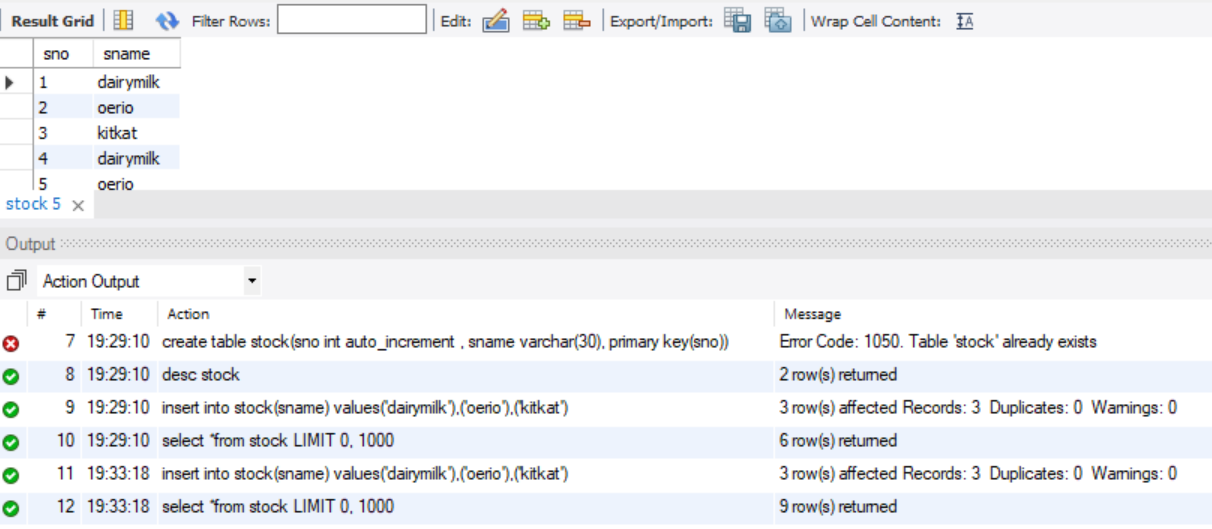 Result Grid Filter Rows: Edit: Export/Import: Wrap Cell Content:
sno sname
1 dairymilk
2 oerio
3 kitkat
4 dairymilk
5 oerio
stock 5
Output
Action Output
# Time Action Message
7 19:29:10 create table stock(sno int auto_increment , sname varchar(30), primary key(sno)) Error Code: 1050. Table 'stock' already exists
8 19:29:10 desc stock 2 row(s) returned
9 19:29:10 insert into stock(sname) values('dairymilk'),('oerio'),('kitkat') 3 row(s) affected Records: 3 Duplicates: 0 Warnings: 0
10 19:29:10 select *from stock LIMIT 0, 1000 6 row(s) returned
11 19:33:18 insert into stock(sname) values('dairymilk'),('oerio'),('kitkat') 3 row(s) affected Records: 3 Duplicates: 0 Warnings: 0
12 19:33:18 select *from stock LIMIT 0, 1000 9 row(s) returned